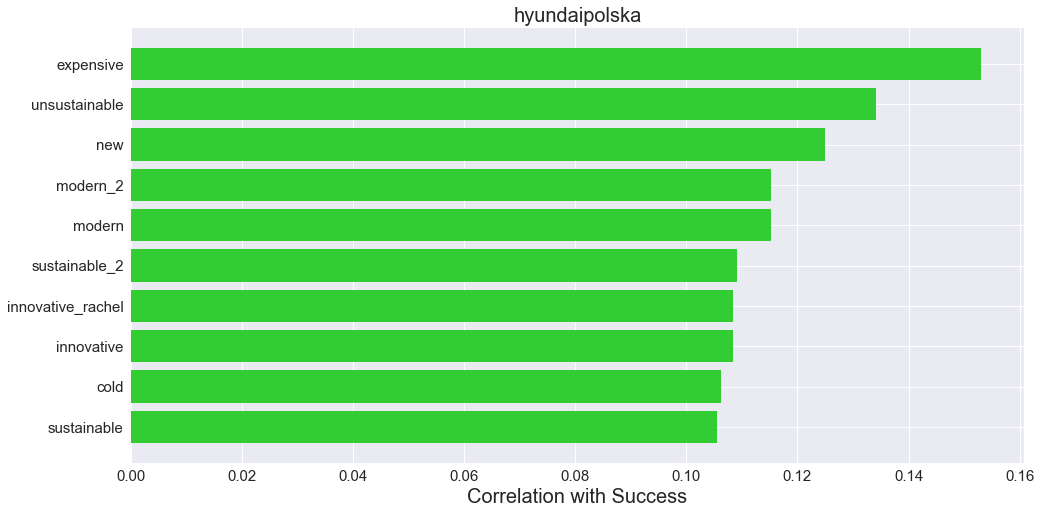 hyundaipolska
expensive
unsustainable
new
modern_2
modern
sustainable_2
innovative_rachel
innovative
cold
sustainable
0.00 0.02 0.04 0.06 0.08 0.10 0.12 0.14 0.16
Correlation with Success